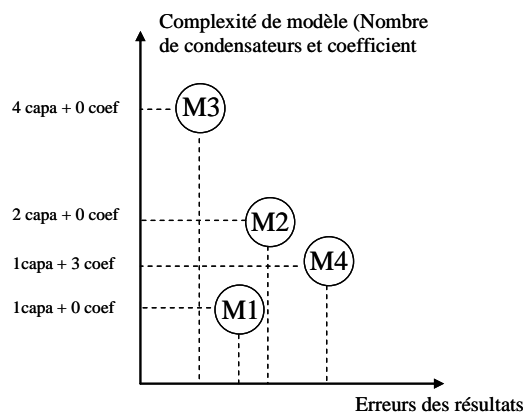 Complexité de modèle (Nombre
de condensateurs et coefficient
4 capa + 0 coef
M3
2 capa + 0 coef
M2
1capa + 3 coef
M4
1capa + 0 coef
M1
Erreurs des résultats